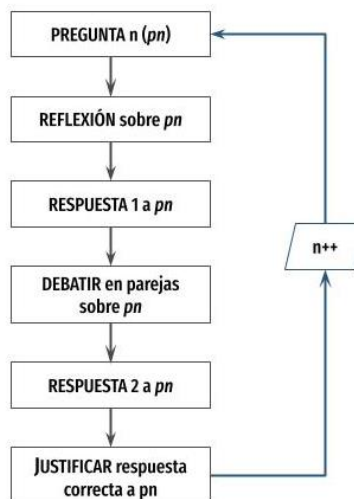 PREGUNTA n (pn)
REFLEXIÓN sobre pn
RESPUESTA 1 a pn
n++
DEBATIR en parejas
sobre pn
RESPUESTA 2 a pn
JUSTIFICAR respuesta
correcta a pn